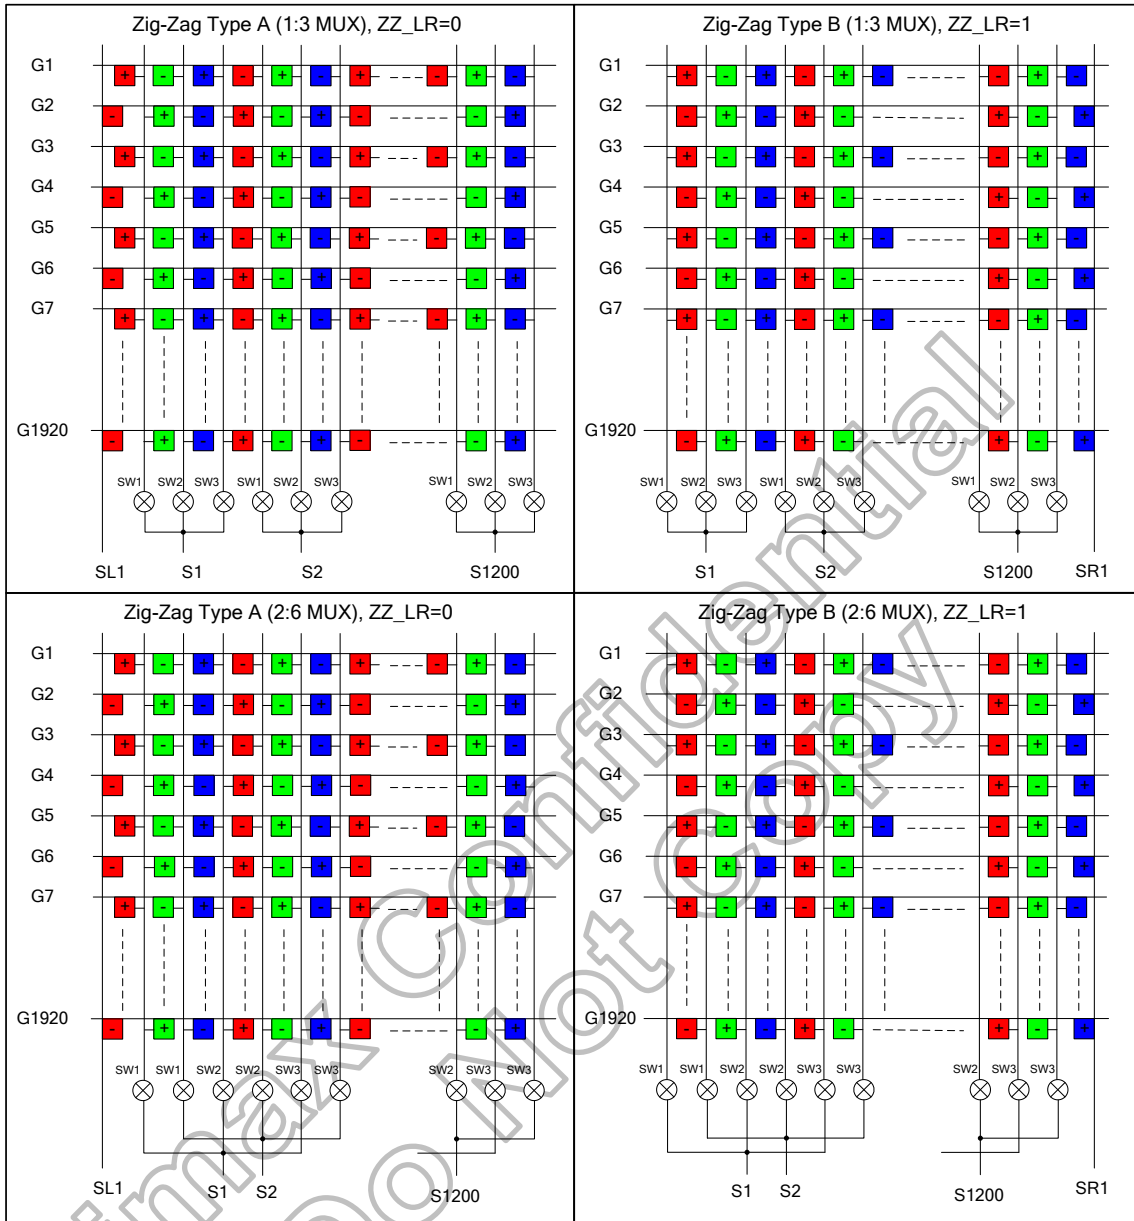 Zig-Zag Type A (1:3 MUX), ZZ_LR=0
G1 + - + - + - + - + -
G2 - + - + - + - - +
G3 + - + - + - + - + -
G4 - + - + - + - - +
G5 + - + - + - + - + -
G6 - + - + - + - - +
G7 + - + - + - + - + -
G1920 - + - + - + - - +
SW1 SW2 SW3 SW1 SW2 SW3 SW1 SW2 SW3
SL1 S1 S2 S1200
Zig-Zag Type B (1:3 MUX), ZZ_LR=1
G1 + - + - + - - + -
G2 - + - + - + - +
G3 + - + - + - - + -
G4 - + - + - + - +
G5 + - + - + - - + -
G6 - + - + - + - +
G7 + - + - + - - + -
G1920 - + - + - + - +
SW1 SW2 SW3 SW1 SW2 SW3 SW1 SW2 SW3
S1 S2 S1200 SR1
Zig-Zag Type A (2:6 MUX), ZZ_LR=0
G1 + - + - + - + - + -
G2 - + - + - + - - +
G3 + - + - + - + - + -
G4 - + - + - + - - +
G5 + - + - + - + - + -
G6 - + - + - + - - +
G7 + - + - + - + - + -
G1920 - + - + - + - - +
SW1 SW1 SW2 SW2 SW3 SW3 SW1 SW2 SW3
SL1 S1 S2 S1200
Zig-Zag Type B (2:6 MUX), ZZ_LR=1
G1 + - + - + - - + -
G2 - + - + - + - +
G3 + - + - + - - + -
G4 - + - + - + - +
G5 + - + - + - - + -
G6 - + - + - + - +
G7 + - + - + - - + -
G1920 - + - + - + - +
SW1 SW1 SW2 SW2 SW3 SW3 SW1 SW2 SW3
S1 S2 S1200 SR1
Confidential
Do Not Copy